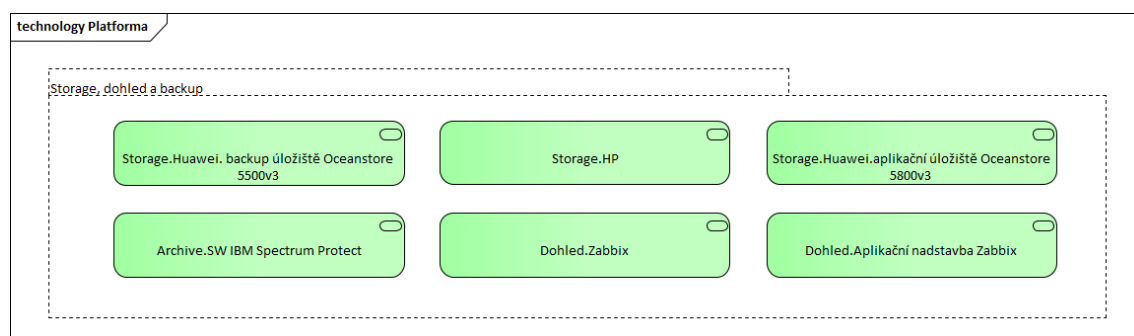 technology Platforma
Storage, dohled a backup
Storage.Huawei. backup úložiště Oceanstore
5500v3
Storage.HP
Storage.Huawei.aplikační úložiště Oceanstore
5800v3
Archive.SW IBM Spectrum Protect
Dohled.Zabbix
Dohled.Aplikační nadstavba Zabbix